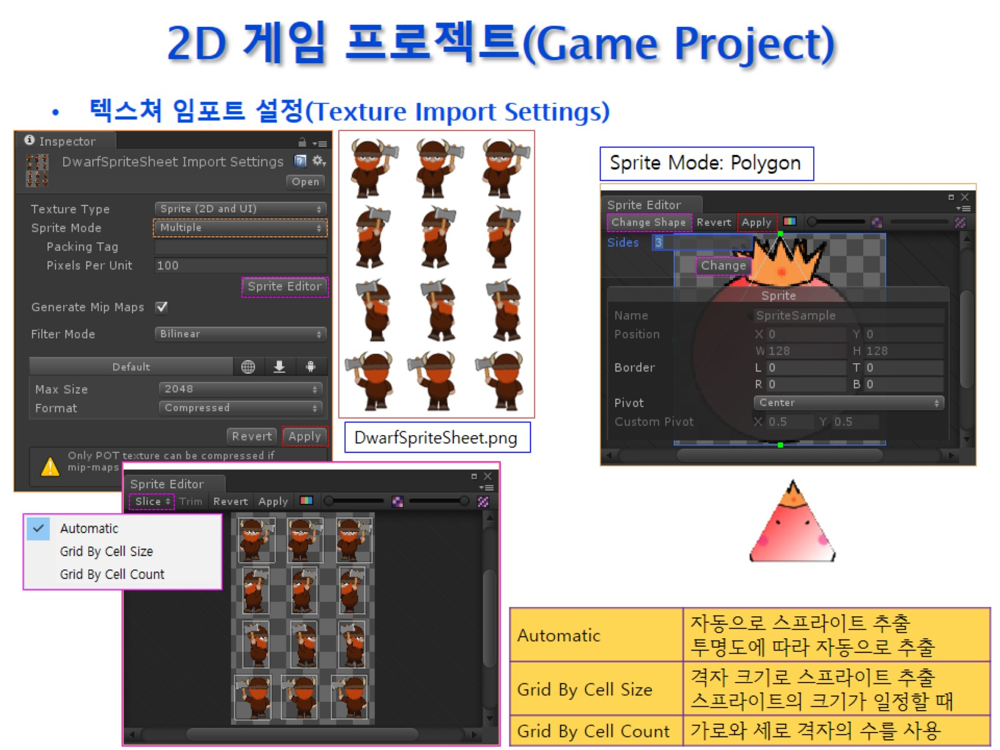 2D 게임 프로젝트(Game Project)
• 텍스쳐 임포트 설정(Texture Import Settings)
Inspector
DwarfSpriteSheet Import Settings
Open
Texture Type Sprite (2D and UI)
Sprite Mode Multiple
Packing Tag
Pixels Per Unit 100
Sprite Editor
Generate Mip Maps
Filter Mode Bilinear
Default
Max Size 2048
Format Compressed
Revert Apply
Only POT texture can be compressed if
mip-maps
DwarfSpriteSheet.png
Sprite Mode: Polygon
Sprite Editor
Change Shape Revert Apply
Sides 3
Change
Sprite
Name SpriteSample
Position X 0 Y 0
W 128 H 128
Border L 0 T 0
R 0 B 0
Pivot Center
Custom Pivot X 0.5 Y 0.5
Sprite Editor
Slice Trim Revert Apply
Automatic
Grid By Cell Size
Grid By Cell Count
Automatic
자동으로 스프라이트 추출
투명도에 따라 자동으로 추출
Grid By Cell Size
격자 크기로 스프라이트 추출
스프라이트의 크기가 일정할 때
Grid By Cell Count
가로와 세로 격자의 수를 사용